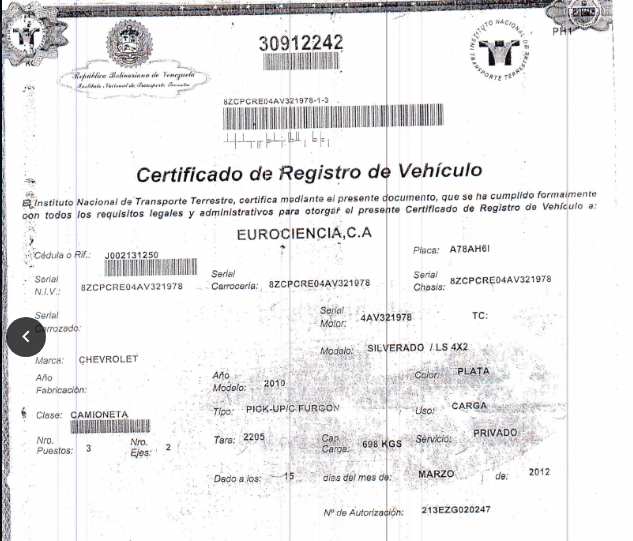 30912242
PH1
República Bolivariana de Venezuela
Instituto Nacional de Transporte Terrestre
INSTITUTO NACIONAL DE TRANSPORTE TERRESTRE
8ZCPCRE04AV321978-1-3
Certificado de Registro de Vehículo
El Instituto Nacional de Transporte Terrestre, certifica mediante el presente documento, que se ha cumplido formalmente
con todos los requisitos legales y administrativos para otorgar el presente Certificado de Registro de Vehículo a:
EUROCIENCIA,C.A
Cédula o Rif.: J002131250 Placa: A78AH6I
Serial N.I.V.: 8ZCPCRE04AV321978 Serial Carrocería: 8ZCPCRE04AV321978 Serial Chasis: 8ZCPCRE04AV321978
Serial Carrozado: Serial Motor: 4AV321978 TC:
Marca: CHEVROLET Modelo: SILVERADO / LS 4X2
Año Fabricación: Año Modelo: 2010 Color: PLATA
Clase: CAMIONETA Tipo: PICK-UP/C FURGON Uso: CARGA
Nro. Puestos: 3 Nro. Ejes: 2 Tara: 2205 Cap. Carga: 698 KGS Servicio: PRIVADO
Dado a los: 15 días del mes de: MARZO de: 2012
Nº de Autorización: 213EZG020247